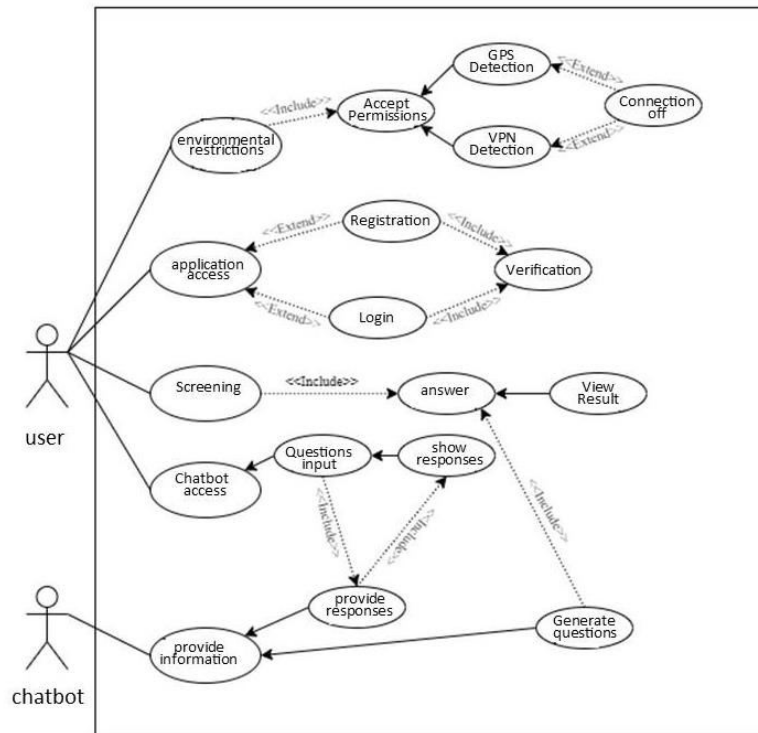 GPS
Detection
<<Extend>>
Connection
off
<<Include>>
Accept
Permissions
environmental
restrictions
VPN
Detection
<<Extend>>
Registration
<<Extend>>
<<Include>>
application
access
Verification
<<Extend>>
Login
<<Include>>
Screening
<<Include>>
answer
View
Result
user
Questions
input
show
responses
Chatbot
access
<<Include>>
<<Include>>
<<Include>>
provide
responses
Generate
questions
provide
information
chatbot